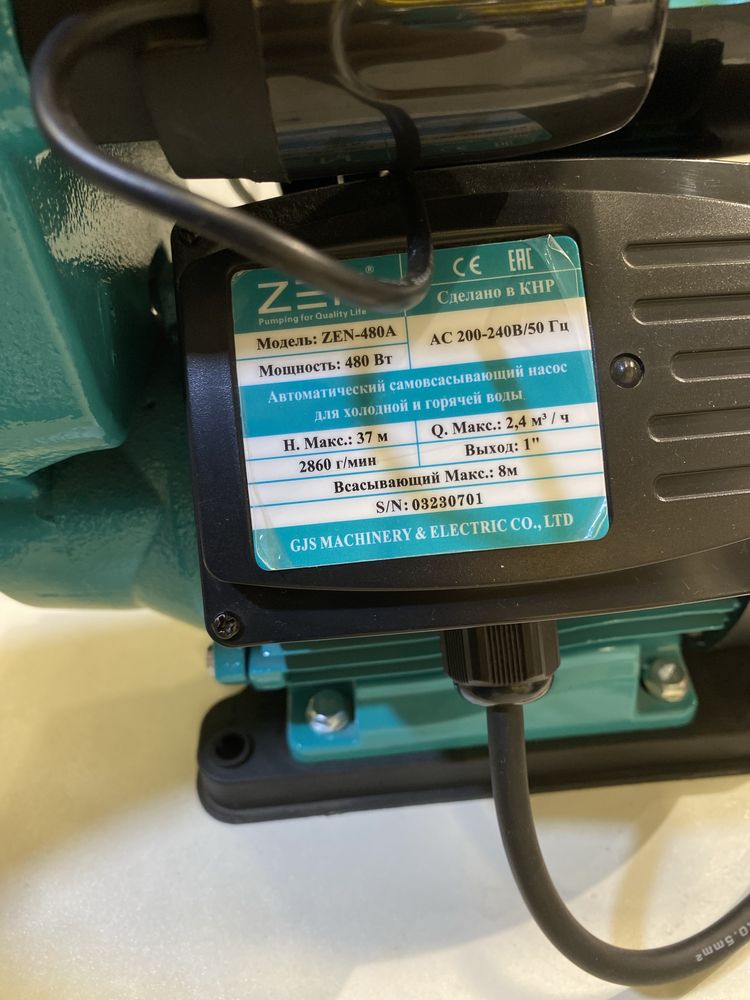 ®
Pumping for Quality Life
CE EAC
Сделано в КНР
Модель: ZEN-480A
AC 200-240В/50 Гц
Мощность: 480 Вт
Автоматический самовсасывающий насос
для холодной и горячей воды
Н. Макс.: 37 м
Q. Макс.: 2,4 м³ / ч
2860 г/мин
Выход: 1"
Всасывающий Макс.: 8м
S/N: 03230701
GJS MACHINERY & ELECTRIC CO., LTD
0.5mm²